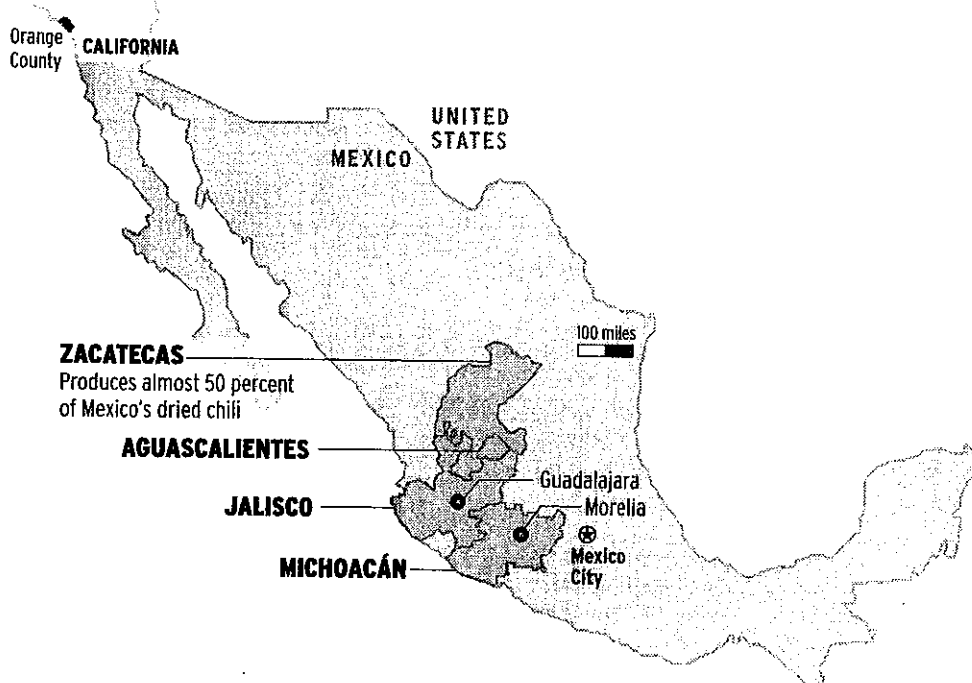 Orange
County
CALIFORNIA
UNITED
STATES
MEXICO
100 miles
ZACATECAS
Produces almost 50 percent
of Mexico's dried chili
AGUASCALIENTES
Guadalajara
JALISCO
Morelia
MICHOACÁN
Mexico
City